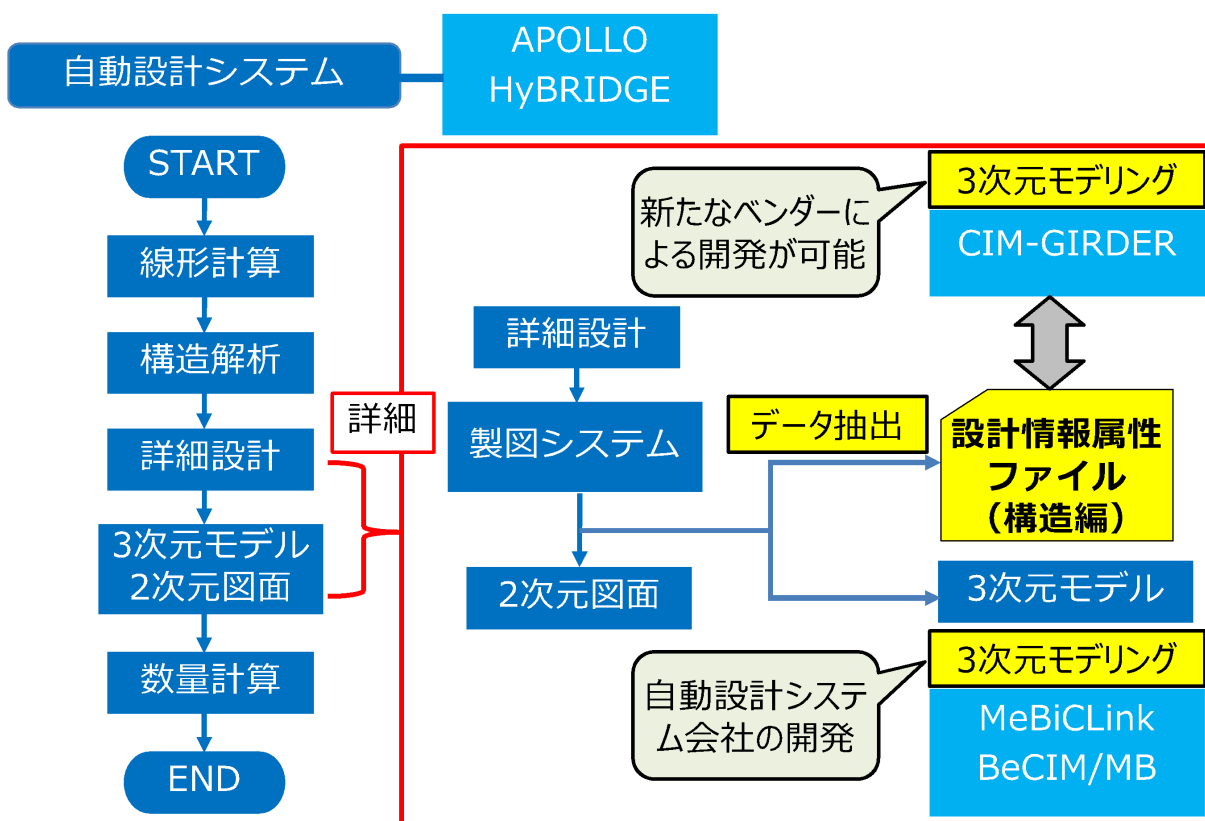 自動設計システム
APOLLO
HyBRIDGE
START
線形計算
構造解析
詳細設計
3次元モデル
2次元図面
数量計算
END
詳細
詳細設計
製図システム
2次元図面
新たなベンダーに
よる開発が可能
3次元モデリング
CIM-GIRDER
データ抽出
設計情報属性
ファイル
（構造編）
3次元モデル
自動設計システ
ム会社の開発
3次元モデリング
MeBiCLink
BeCIM/MB